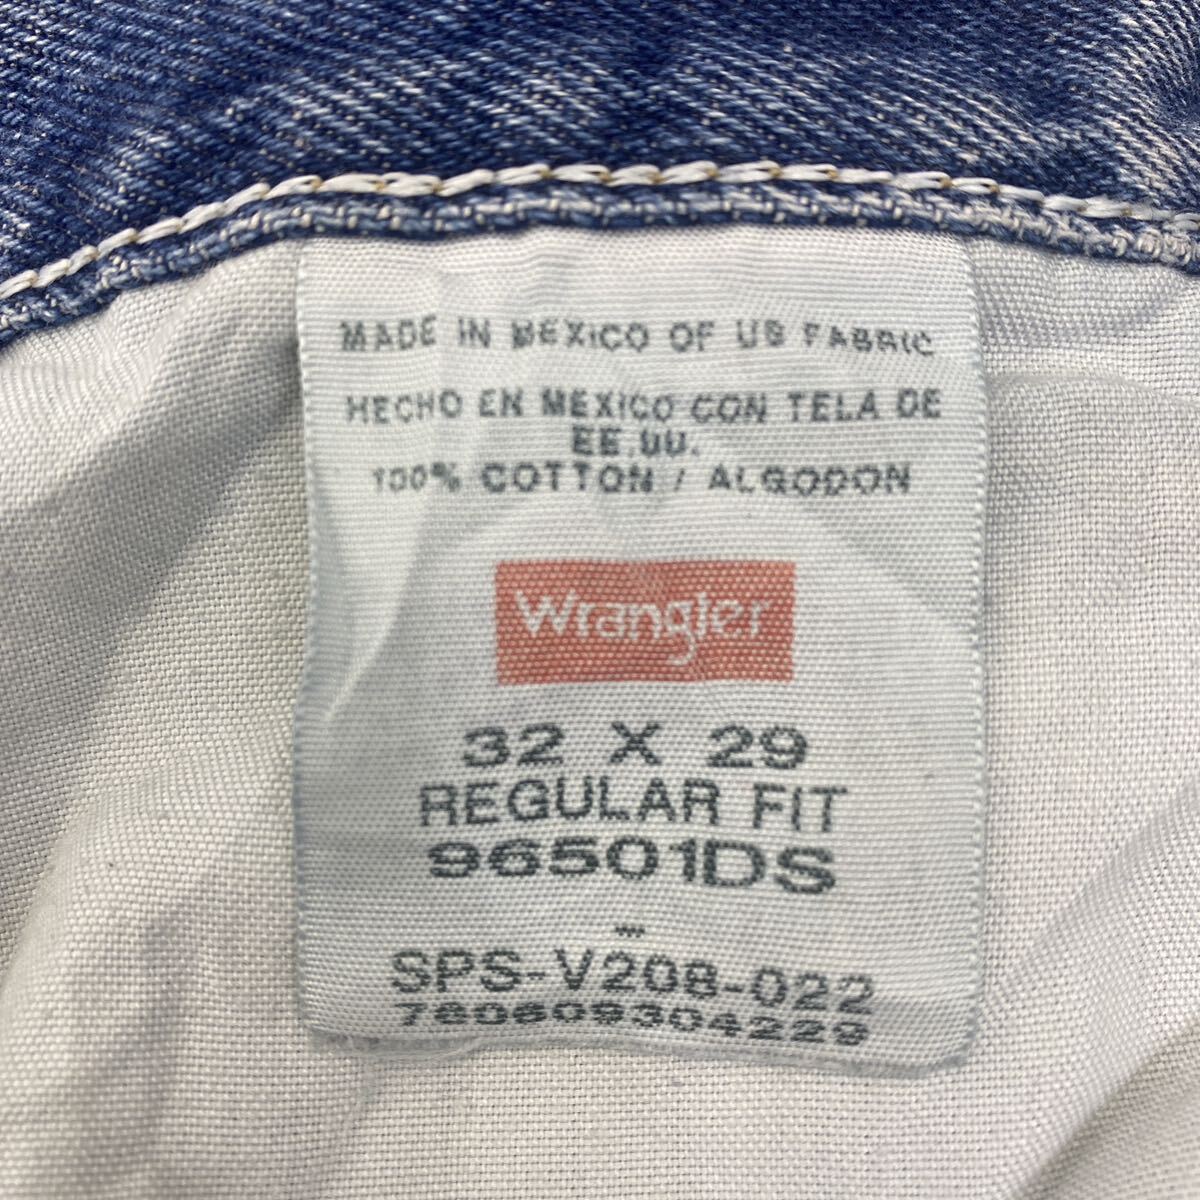 MADE IN MEXICO OF US FABRIC
HECHO EN MEXICO CON TELA DE
EE.UU.
100% COTTON / ALGODON
Wrangler
32 X 29
REGULAR FIT
96501DS
-
SPS-V208-022
780609304229